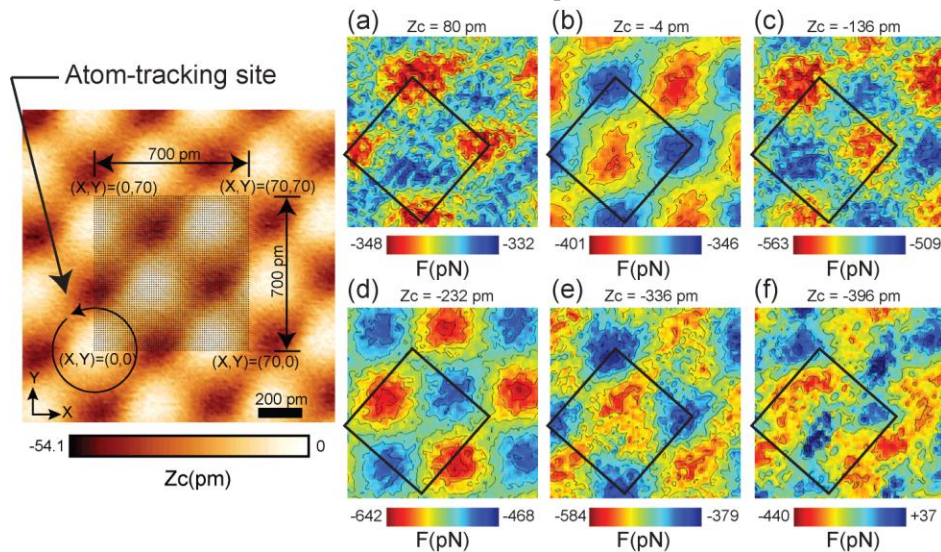 Atom-tracking site
700 pm
(X,Y)=(0,70)
(X,Y)=(70,70)
700 pm
(X,Y)=(0,0)
(X,Y)=(70,0)
Y
X
200 pm
-54.1
0
Zc(pm)
(a)
Zc = 80 pm
-348
-332
F(pN)
(b)
Zc = -4 pm
-401
-346
F(pN)
(c)
Zc = -136 pm
-563
-509
F(pN)
(d)
Zc = -232 pm
-642
-468
F(pN)
(e)
Zc = -336 pm
-584
-379
F(pN)
(f)
Zc = -396 pm
-440
+37
F(pN)